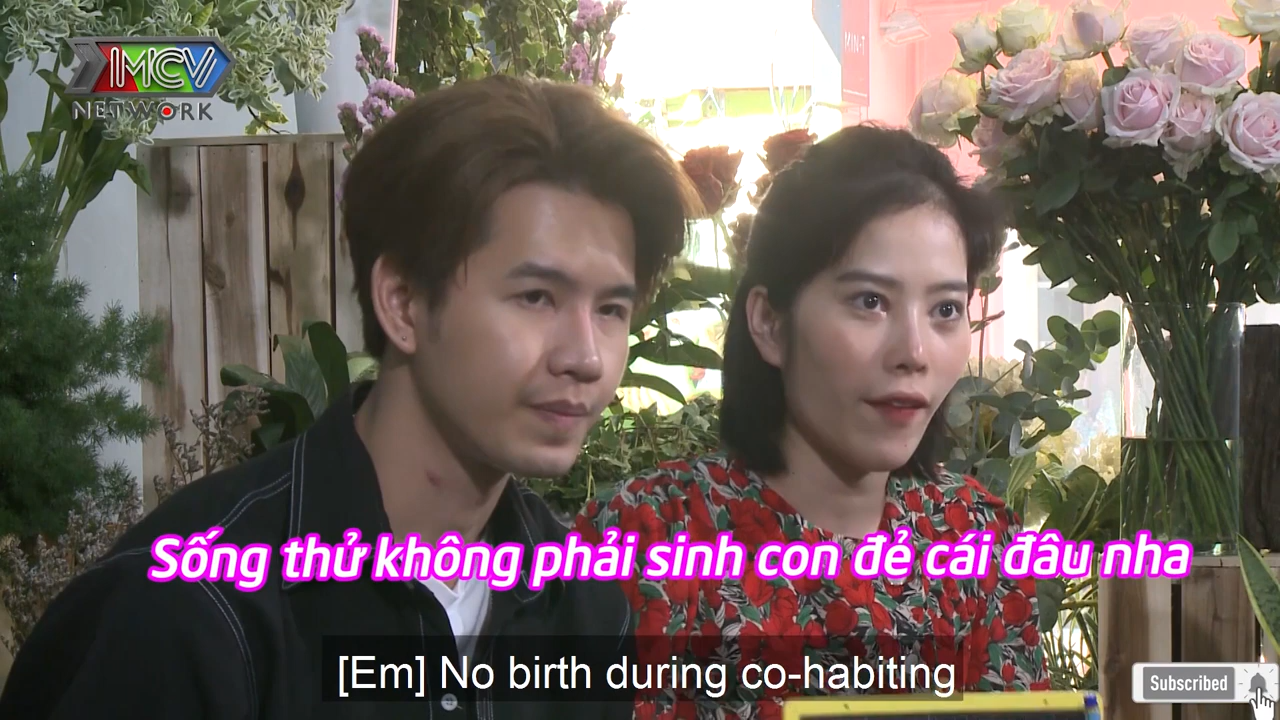 MCV
NETWORK
MIN-T
Sống thử không phải sinh con đẻ cái đâu nha
[Em] No birth during co-habiting
Subscribed